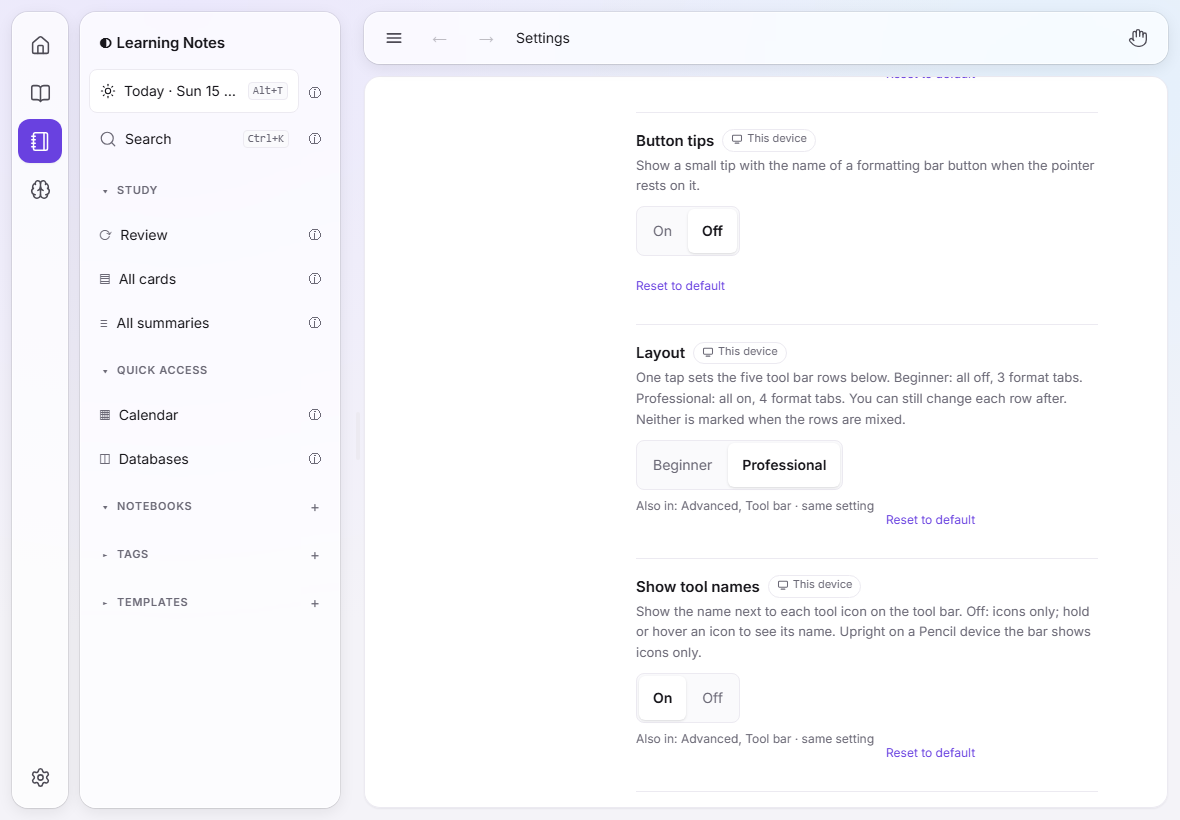 Learning Notes
Today · Sun 15 ... Alt+T
Search Ctrl+K
STUDY
Review
All cards
All summaries
QUICK ACCESS
Calendar
Databases
NOTEBOOKS +
TAGS +
TEMPLATES +
← → Settings
Reset to default
Button tips This device
Show a small tip with the name of a formatting bar button when the pointer
rests on it.
On Off
Reset to default
Layout This device
One tap sets the five tool bar rows below. Beginner: all off, 3 format tabs.
Professional: all on, 4 format tabs. You can still change each row after.
Neither is marked when the rows are mixed.
Beginner Professional
Also in: Advanced, Tool bar · same setting
Reset to default
Show tool names This device
Show the name next to each tool icon on the tool bar. Off: icons only; hold
or hover an icon to see its name. Upright on a Pencil device the bar shows
icons only.
On Off
Also in: Advanced, Tool bar · same setting
Reset to default